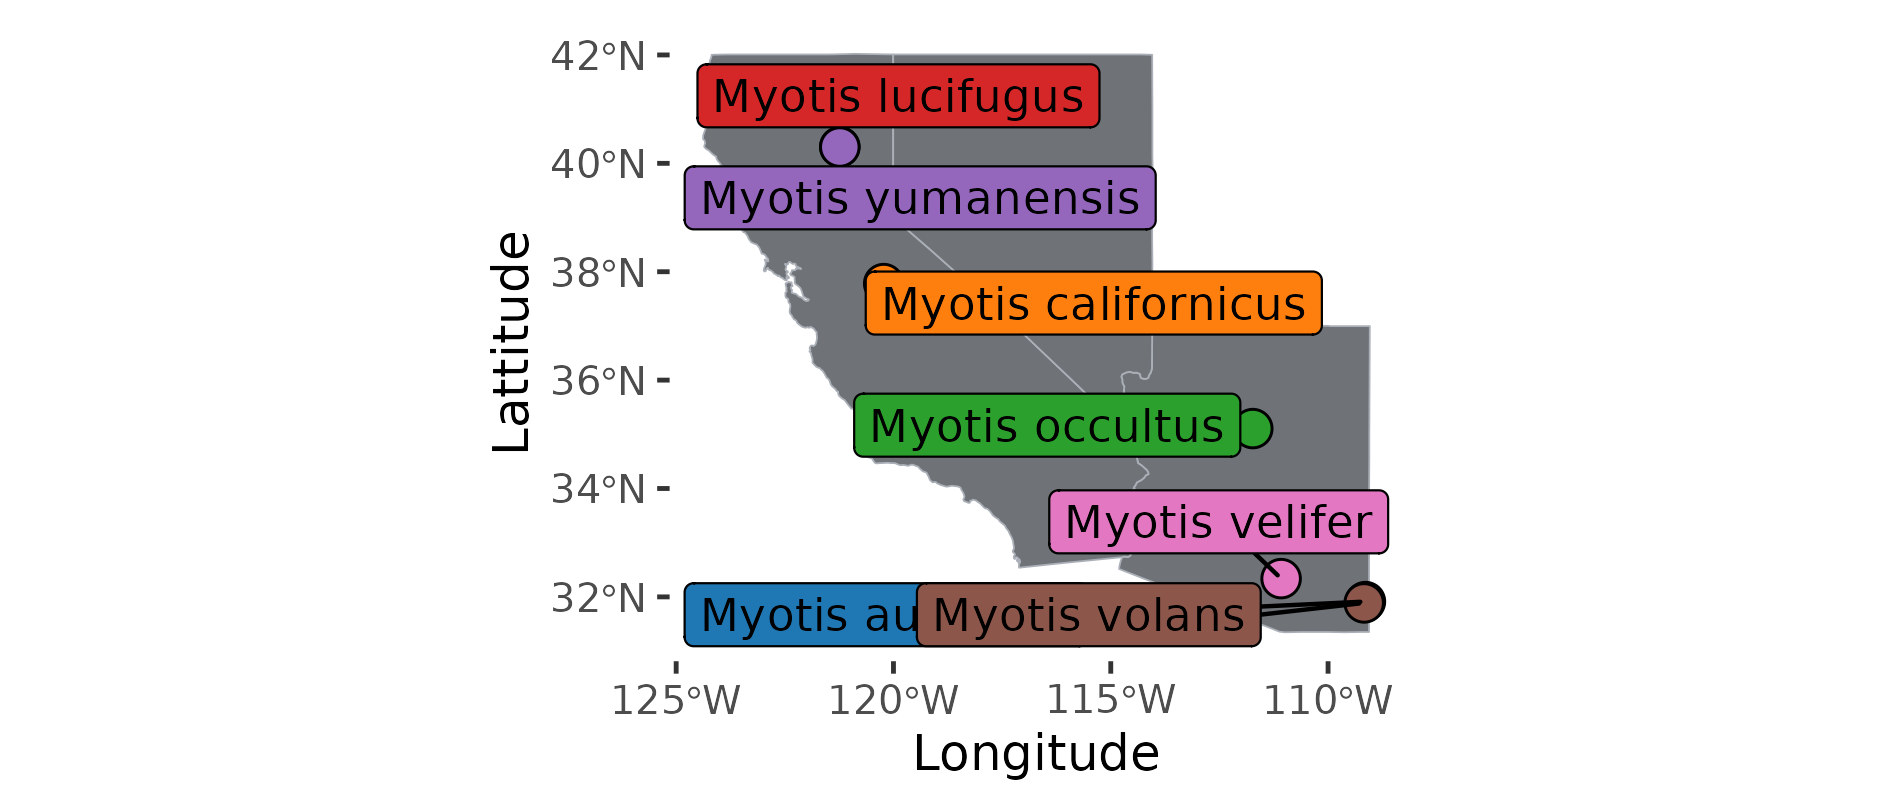 42°N
Myotis lucifugus
40°N
Myotis yumanensis
38°N
Myotis californicus
36°N
Myotis occultus
34°N
Myotis velifer
32°N
Myotis au
Myotis volans
125°W 120°W 115°W 110°W
Longitude
Lattitude